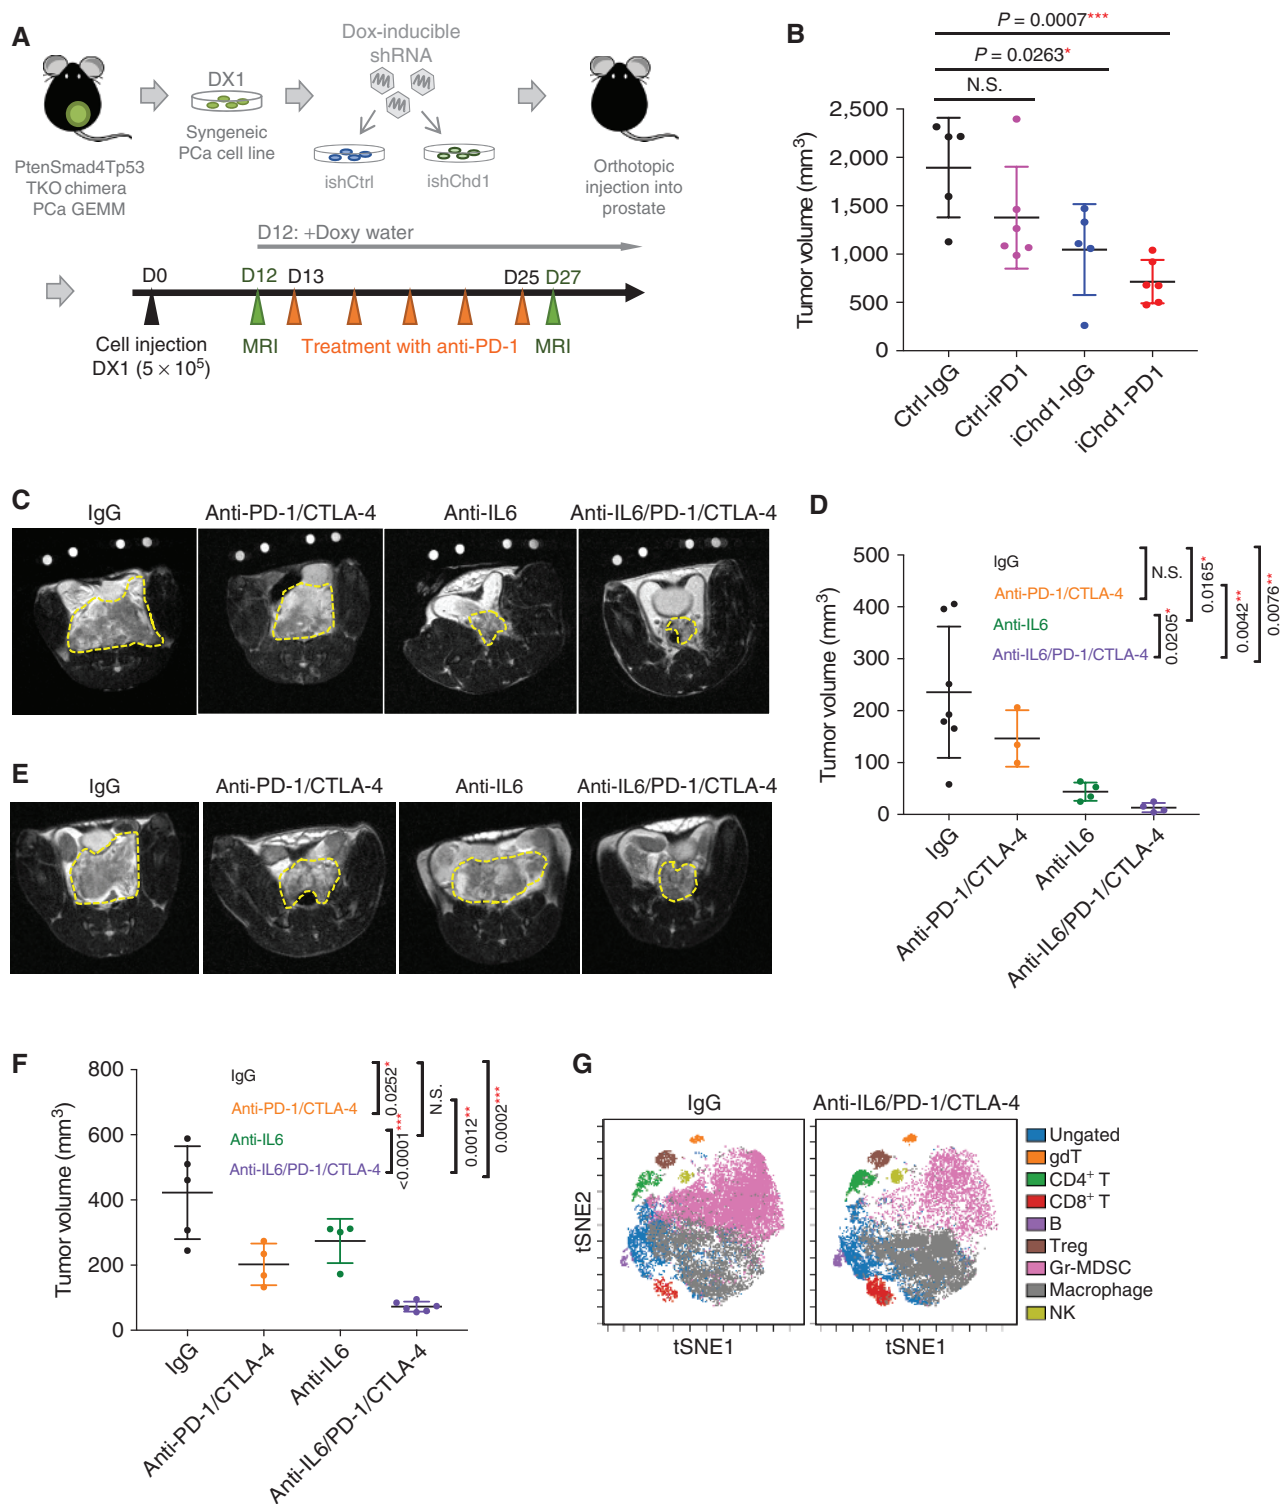 A
DX1
Dox-inducible
shRNA
Syngeneic
PCa cell line
ishCtrl
ishChd1
PtenSmad4Tp53
TKO chimera
PCa GEMM
Orthotopic
injection into
prostate
D12: +Doxy water
D0
D12
D13
D25
D27
Cell injection
DX1 (5 × 10⁵)
MRI
Treatment with anti-PD-1
MRI
B
P = 0.0007***
P = 0.0263*
N.S.
Tumor volume (mm³)
2,500
2,000
1,500
1,000
500
0
Ctrl-IgG
Ctrl-iPD1
iChd1-IgG
iChd1-PD1
C
IgG
Anti-PD-1/CTLA-4
Anti-IL6
Anti-IL6/PD-1/CTLA-4
D
Tumor volume (mm³)
500
400
300
200
100
0
IgG
Anti-PD-1/CTLA-4
Anti-IL6
Anti-IL6/PD-1/CTLA-4
N.S.
0.0205*
0.0165*
0.0042**
0.0076**
IgG
Anti-PD-1/CTLA-4
Anti-IL6
Anti-IL6/PD-1/CTLA-4
E
IgG
Anti-PD-1/CTLA-4
Anti-IL6
Anti-IL6/PD-1/CTLA-4
F
Tumor volume (mm³)
800
600
400
200
0
IgG
Anti-PD-1/CTLA-4
Anti-IL6
Anti-IL6/PD-1/CTLA-4
0.0252*
<0.0001***
N.S.
0.0012**
0.0002***
IgG
Anti-PD-1/CTLA-4
Anti-IL6
Anti-IL6/PD-1/CTLA-4
G
IgG
Anti-IL6/PD-1/CTLA-4
tSNE2
tSNE1
tSNE1
Ungated
gdT
CD4⁺ T
CD8⁺ T
B
Treg
Gr-MDSC
Macrophage
NK